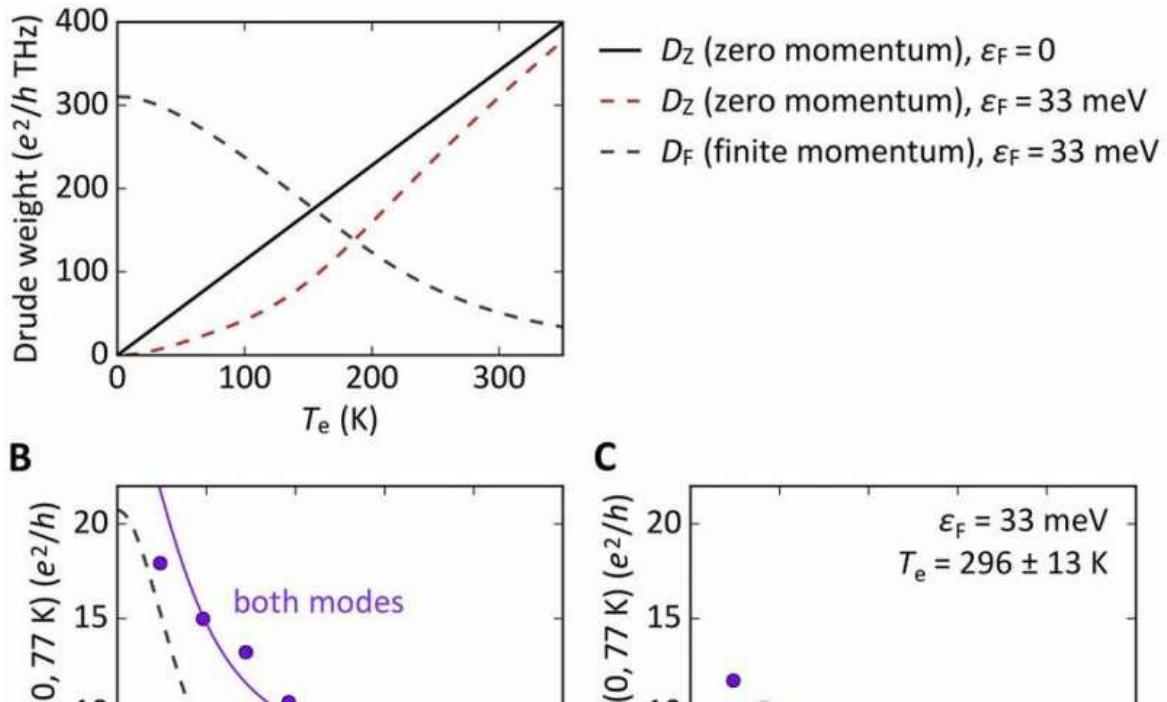 400
300
200
100
0
0 100 200 300
Drude weight (e²/h THz)
Tₑ (K)
D_Z (zero momentum), ε_F = 0
D_Z (zero momentum), ε_F = 33 meV
D_F (finite momentum), ε_F = 33 meV
B
20
15
0, 77 K) (e²/h)
both modes
C
20
15
(0, 77 K) (e²/h)
ε_F = 33 meV
Tₑ = 296 ± 13 K